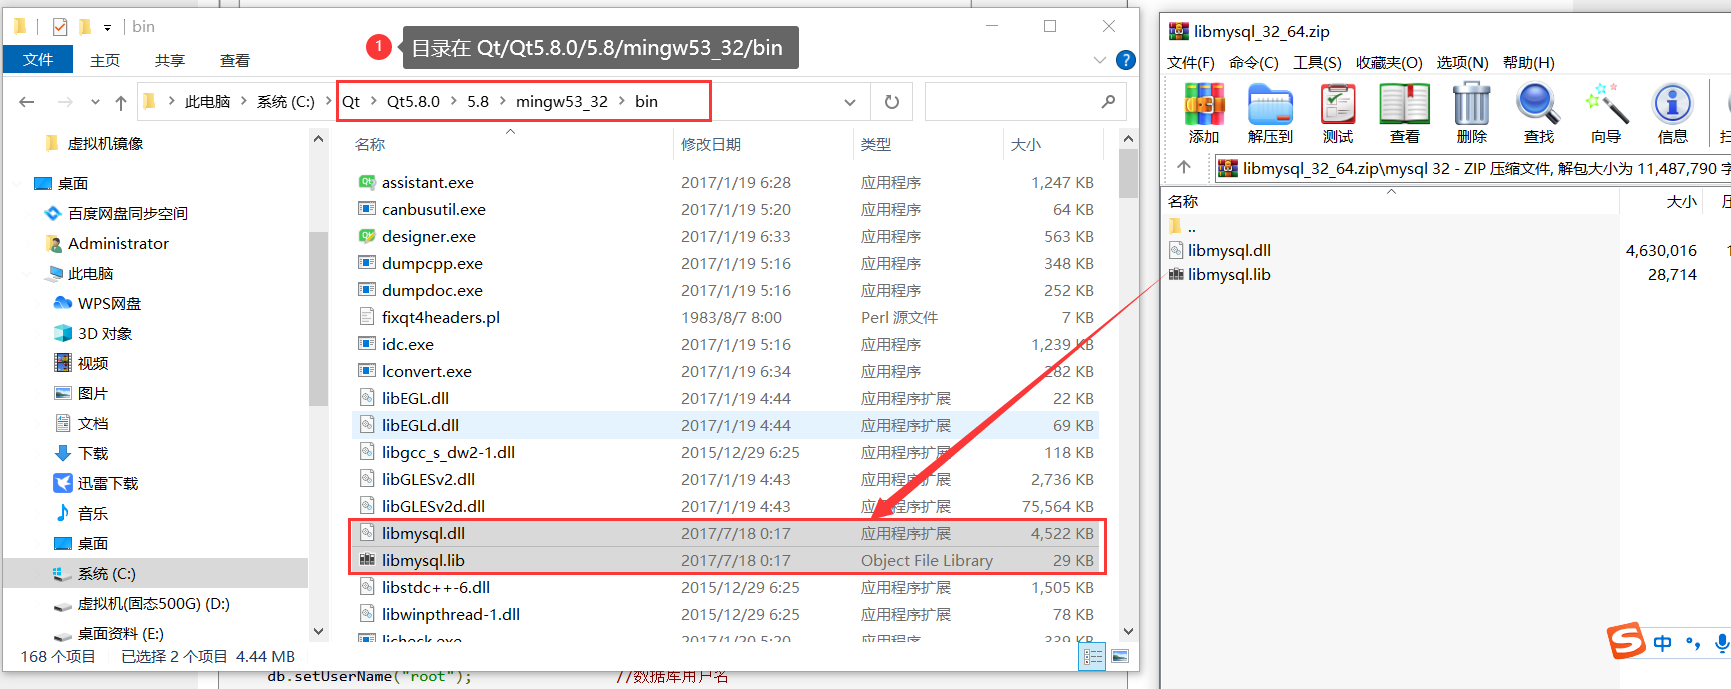 bin
1 目录在 Qt/Qt5.8.0/5.8/mingw53_32/bin
文件 主页 共享 查看
此电脑 系统 (C:) Qt Qt5.8.0 5.8 mingw53_32 bin
虚拟机镜像
桌面
百度网盘同步空间
Administrator
此电脑
WPS网盘
3D 对象
视频
图片
文档
下载
迅雷下载
音乐
桌面
系统 (C:)
虚拟机(固态500G) (D:)
桌面资料 (E:)
名称 修改日期 类型 大小
assistant.exe 2017/1/19 6:28 应用程序 1,247 KB
canbusutil.exe 2017/1/19 5:20 应用程序 64 KB
designer.exe 2017/1/19 6:33 应用程序 563 KB
dumpcpp.exe 2017/1/19 5:16 应用程序 348 KB
dumpdoc.exe 2017/1/19 5:16 应用程序 252 KB
fixqt4headers.pl 1983/8/7 8:00 Perl 源文件 7 KB
idc.exe 2017/1/19 5:16 应用程序 1,239 KB
lconvert.exe 2017/1/19 6:34 应用程序 282 KB
libEGL.dll 2017/1/19 4:44 应用程序扩展 22 KB
libEGLd.dll 2017/1/19 4:44 应用程序扩展 69 KB
libgcc_s_dw2-1.dll 2015/12/29 6:25 应用程序扩展 118 KB
libGLESv2.dll 2017/1/19 4:43 应用程序扩展 2,736 KB
libGLESv2d.dll 2017/1/19 4:43 应用程序扩展 75,564 KB
libmysql.dll 2017/7/18 0:17 应用程序扩展 4,522 KB
libmysql.lib 2017/7/18 0:17 Object File Library 29 KB
libstdc++-6.dll 2015/12/29 6:25 应用程序扩展 1,505 KB
libwinpthread-1.dll 2015/12/29 6:25 应用程序扩展 78 KB
licheck.exe 2017/1/20 5:20 应用程序 339 KB
168 个项目 已选择 2 个项目 4.44 MB
db.setUserName("root"); //数据库用户名
libmysql_32_64.zip
文件(F) 命令(C) 工具(S) 收藏夹(O) 选项(N) 帮助(H)
添加 解压到 测试 查看 删除 查找 向导 信息
libmysql_32_64.zip\mysql 32 - ZIP 压缩文件, 解包大小为 11,487,790 字
名称 大小
..
libmysql.dll 4,630,016
libmysql.lib 28,714
中